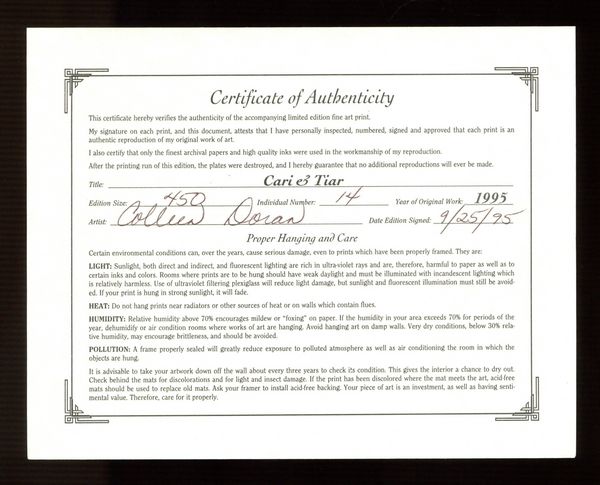 Certificate of Authenticity
This certificate hereby verifies the authenticity of the accompanying limited edition fine art print.
My signature on each print, and this document, attests that I have personally inspected, numbered, signed and approved that each print is an
authentic reproduction of my original work of art.
I also certify that only the finest archival papers and high quality inks were used in the workmanship of my reproduction.
After the printing run of this edition, the plates were destroyed, and I hereby guarantee that no additional reproductions will ever be made.
Title: Cari & Tiar
Edition Size: 450 Individual Number: 14 Year of Original Work: 1995
Artist: Colleen Doran Date Edition Signed: 9/25/95
Proper Hanging and Care
Certain environmental conditions can, over the years, cause serious damage, even to prints which have been properly framed. They are:
LIGHT: Sunlight, both direct and indirect, and fluorescent lighting are rich in ultra-violet rays and are, therefore, harmful to paper as well as to
certain inks and colors. Rooms where prints are to be hung should have weak daylight and must be illuminated with incandescent lighting which
is relatively harmless. Use of ultraviolet filtering plexiglass will reduce light damage, but sunlight and fluorescent illumination must still be avoid-
ed. If your print is hung in strong sunlight, it will fade.
HEAT: Do not hang prints near radiators or other sources of heat or on walls which contain flues.
HUMIDITY: Relative humidity above 70% encourages mildew or "foxing" on paper. If the humidity in your area exceeds 70% for periods of the
year, dehumidify or air condition rooms where works of art are hanging. Avoid hanging art on damp walls. Very dry conditions, below 30% rela-
tive humidity, may encourage brittleness, and should be avoided.
POLLUTION: A frame properly sealed will greatly reduce exposure to polluted atmosphere as well as air conditioning the room in which the
objects are hung.
It is advisable to take your artwork down off the wall about every three years to check its condition. This gives the interior a chance to dry out.
Check behind the mats for discolorations and for light and insect damage. If the print has been discolored where the mat meets the art, acid-free
mats should be used to replace old mats. Ask your framer to install acid-free backing. Your piece of art is an investment, as well as having senti-
mental value. Therefore, care for it properly.